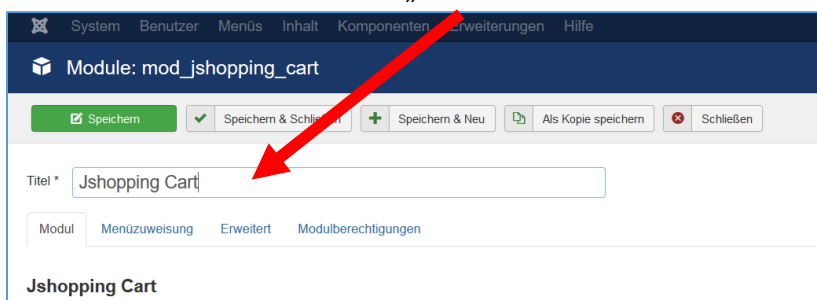 „
System Benutzer Menüs Inhalt Komponenten Erweiterungen Hilfe
Module: mod_jshopping_cart
Speichern Speichern & Schließen Speichern & Neu Als Kopie speichern Schließen
Titel * Jshopping Cart
Modul Menüzuweisung Erweitert Modulberechtigungen
Jshopping Cart